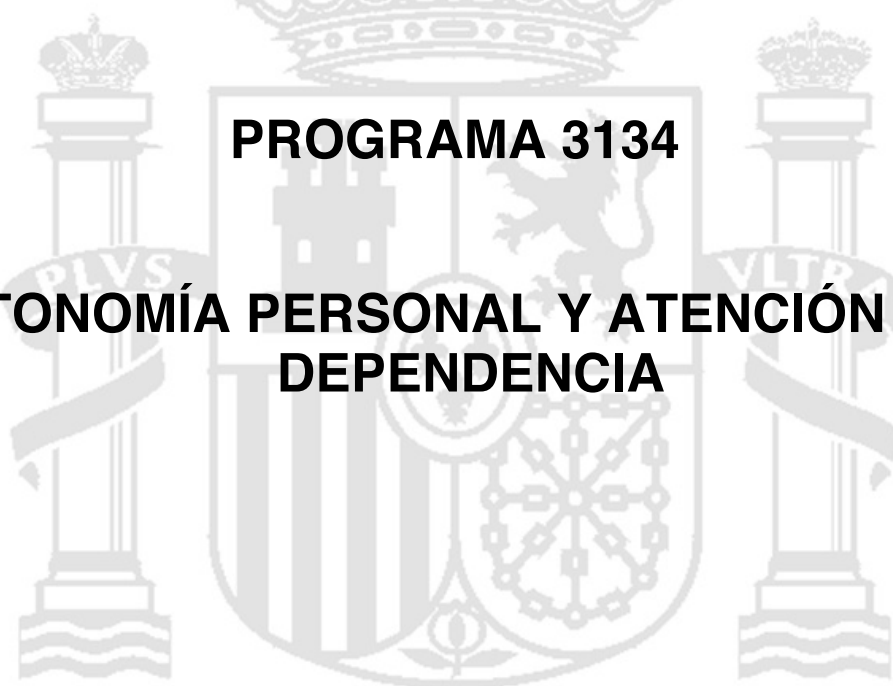 PROGRAMA 3134
PLVS
VLTR
TONOMÍA PERSONAL Y ATENCIÓN
DEPENDENCIA